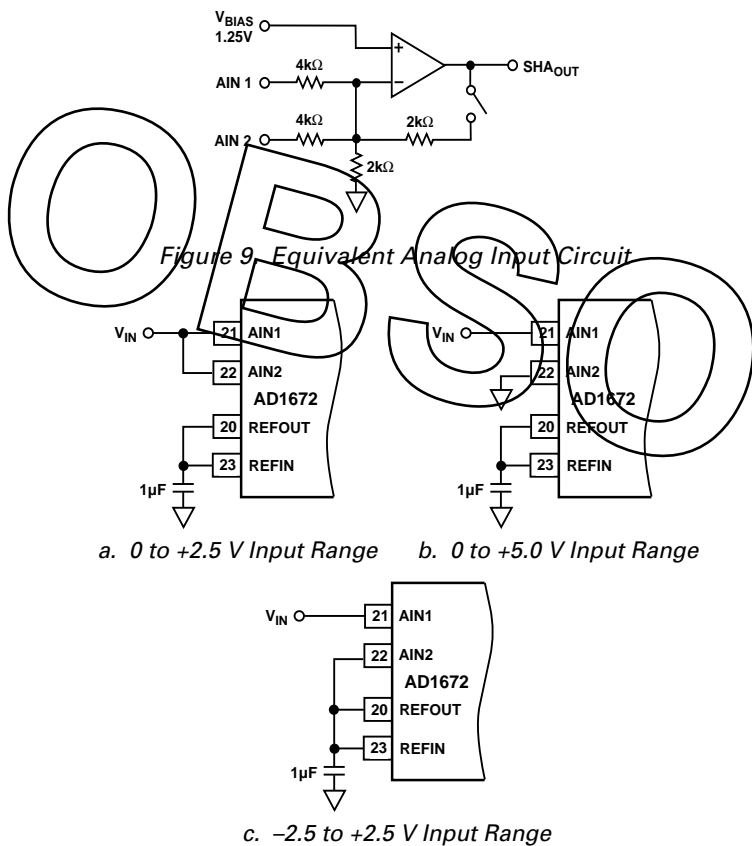 V_BIAS
1.25V
4kΩ
AIN 1
SHA_OUT
4kΩ
2kΩ
AIN 2
2kΩ
OBSO
Figure 9. Equivalent Analog Input Circuit
V_IN 21 AIN1
22 AIN2
AD1672
20 REFOUT
23 REFIN
1µF
a. 0 to +2.5 V Input Range
V_IN 21 AIN1
22 AIN2
AD1672
20 REFOUT
23 REFIN
1µF
b. 0 to +5.0 V Input Range
V_IN 21 AIN1
22 AIN2
AD1672
20 REFOUT
23 REFIN
1µF
c. –2.5 to +2.5 V Input Range